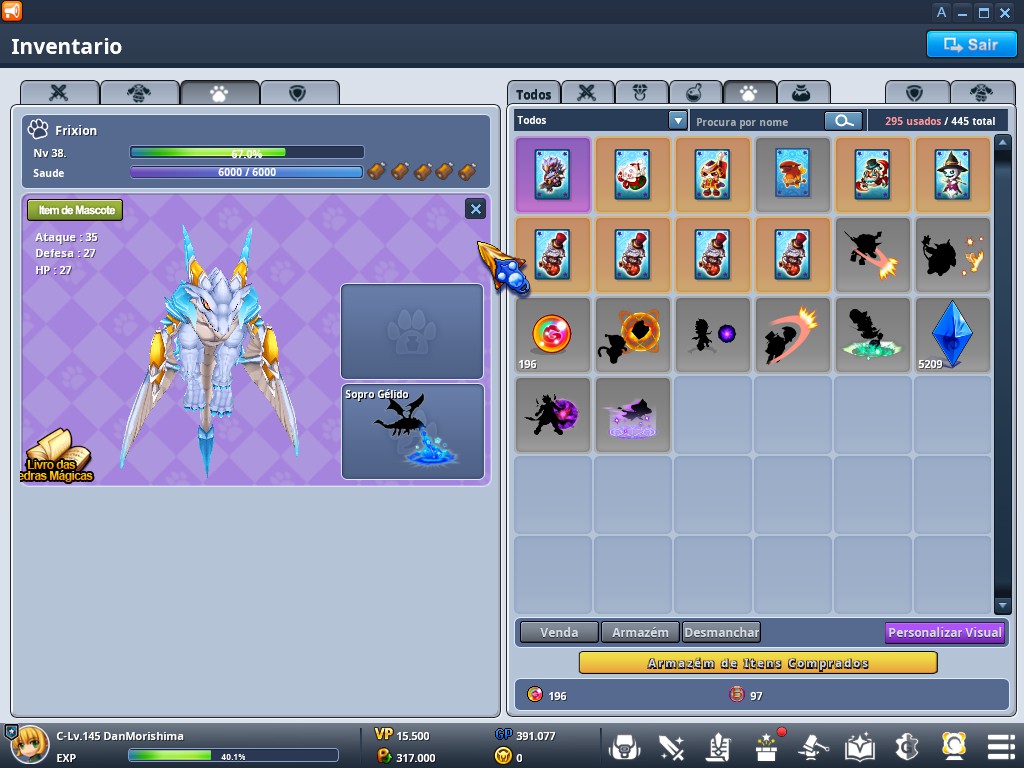 A
Inventario
Sair
Todos
Frixion
Nv 38.
67.0%
Saude
6000 / 6000
Todos
Procura por nome
295 usados / 445 total
Item de Mascote
Ataque : 35
Defesa : 27
HP : 27
Sopro Gélido
Livro das
edras Mágicas
196
5209
Venda
Armazém
Desmanchar
Personalizar Visual
Armazém de Itens Comprados
196
97
C-Lv.145 DanMorishima
EXP
40.1%
VP 15.500
317.000
GP 391.077
0